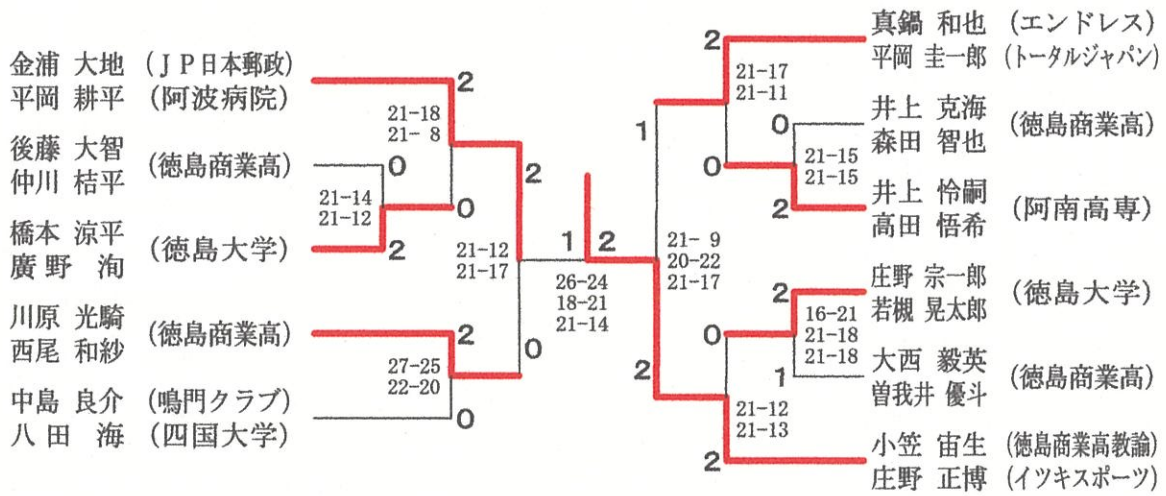 金浦 大地 (ＪＰ日本郵政)
平岡 耕平 (阿波病院)
後藤 大智
仲川 桔平
(徳島商業高)
橋本 涼平
廣野 洵
(徳島大学)
川原 光騎
西尾 和紗
(徳島商業高)
中島 良介 (鳴門クラブ)
八田 海 (四国大学)
2
21-18
21- 8
0
0
21-14
21-12
2
2
21-12
21-17
0
2
27-25
22-20
0
1
2
26-24
18-21
21-14
1
21- 9
20-22
21-17
2
2
21-17
21-11
0
0
21-15
21-15
2
2
16-21
21-18
21-18
1
0
21-12
21-13
2
真鍋 和也 (エンドレス)
平岡 圭一郎 (トータルジャパン)
井上 克海
森田 智也
(徳島商業高)
井上 怜嗣
高田 悟希
(阿南高専)
庄野 宗一郎
若槻 晃太郎
(徳島大学)
大西 毅英
曽我井 優斗
(徳島商業高)
小笠 宙生 (徳島商業高教諭)
庄野 正博 (イツキスポーツ)